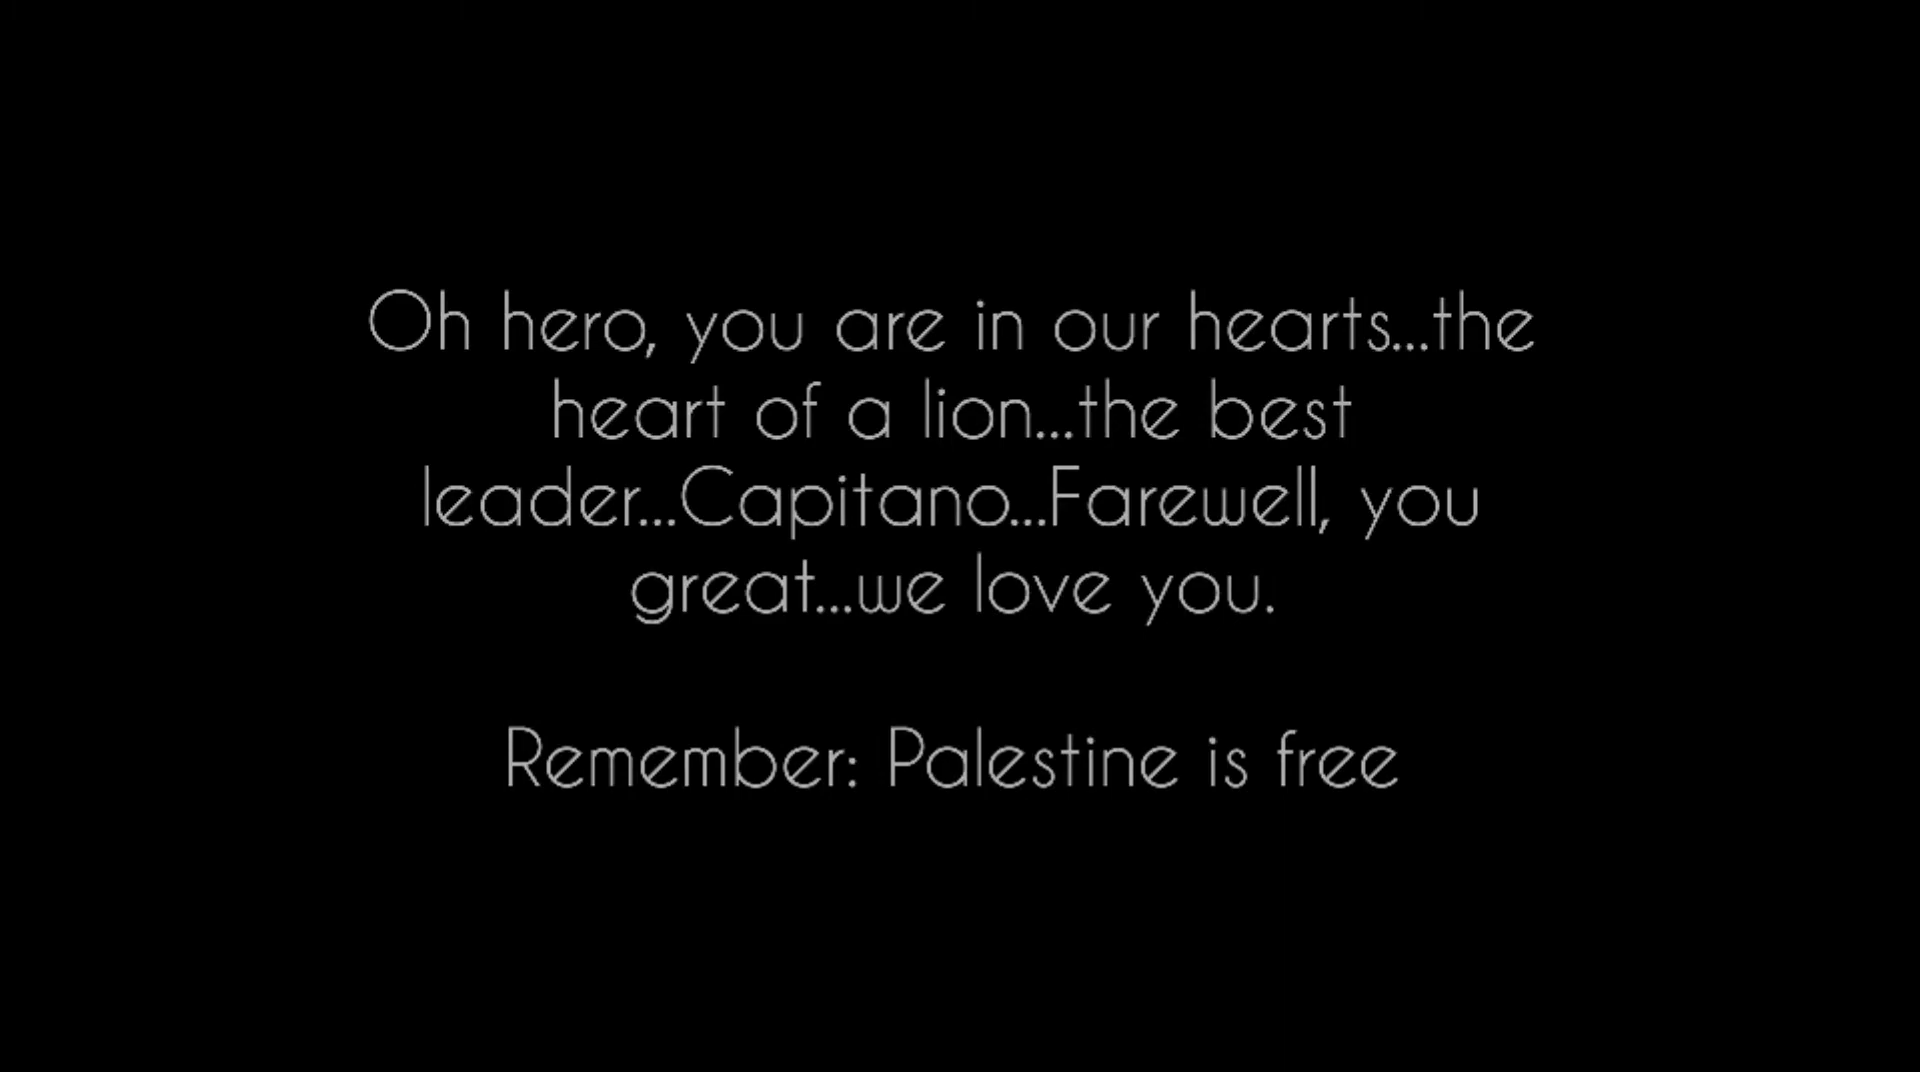 Oh hero, you are in our hearts...the
heart of a lion...the best
leader...Capitano...Farewell, you
great...we love you.
Remember: Palestine is free